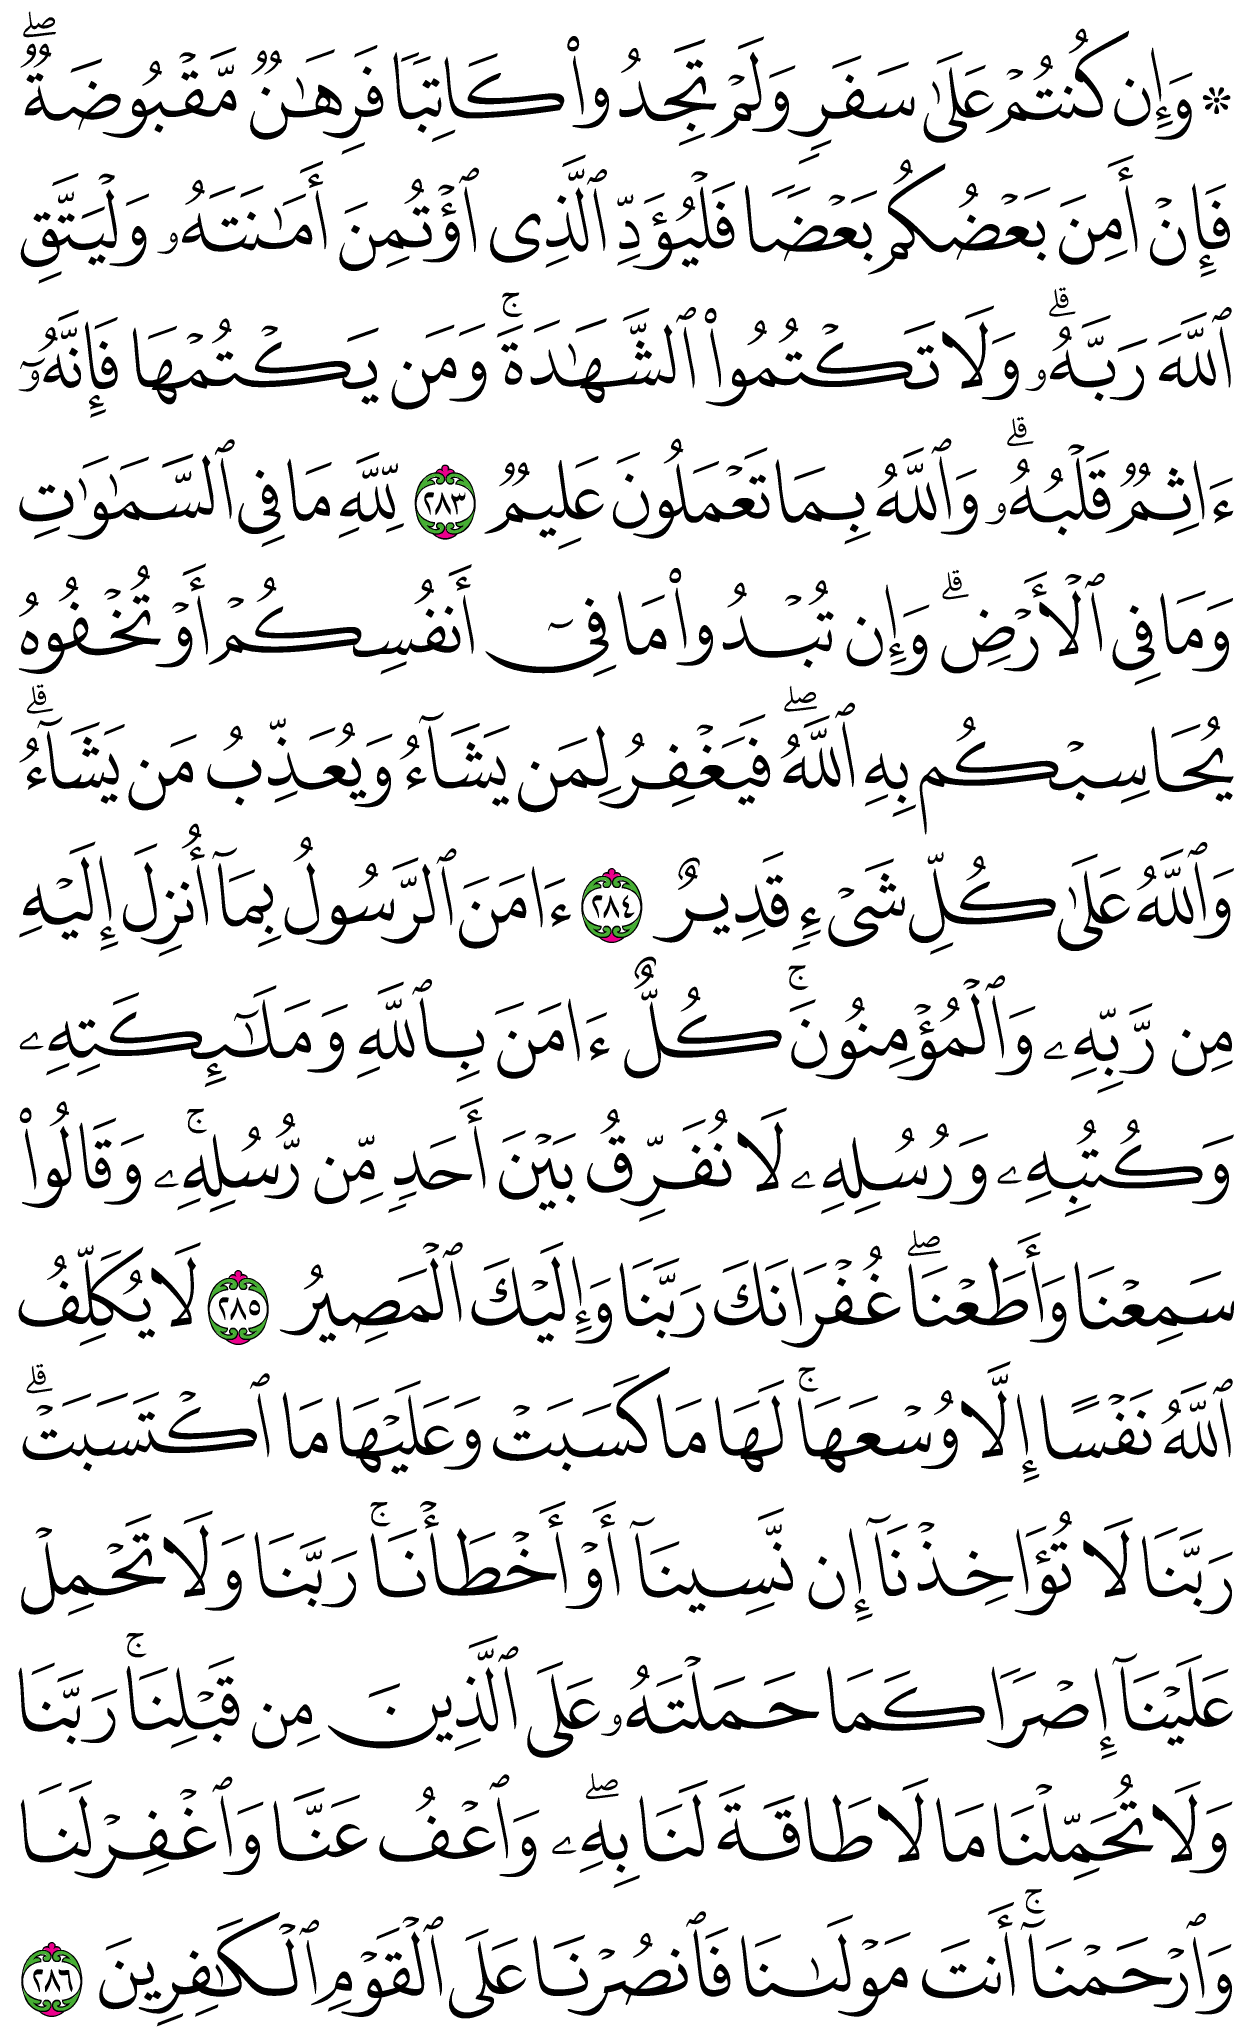 ۞ وَإِن كُنتُمۡ عَلَىٰ سَفَرٖ وَلَمۡ تَجِدُواْ كَاتِبٗا فَرِهَٰنٞ مَّقۡبُوضَةٞۖ
فَإِنۡ أَمِنَ بَعۡضُكُم بَعۡضٗا فَلۡيُؤَدِّ ٱلَّذِي ٱؤۡتُمِنَ أَمَٰنَتَهُۥ وَلۡيَتَّقِ
ٱللَّهَ رَبَّهُۥۗ وَلَا تَكۡتُمُواْ ٱلشَّهَٰدَةَۚ وَمَن يَكۡتُمۡهَا فَإِنَّهُۥٓ
ءَاثِمٞ قَلۡبُهُۥۗ وَٱللَّهُ بِمَا تَعۡمَلُونَ عَلِيمٞ ٢٨٣ لِّلَّهِ مَا فِي ٱلسَّمَٰوَٰتِ
وَمَا فِي ٱلۡأَرۡضِۗ وَإِن تُبۡدُواْ مَا فِيٓ أَنفُسِكُمۡ أَوۡ تُخۡفُوهُ
يُحَاسِبۡكُم بِهِ ٱللَّهُۖ فَيَغۡفِرُ لِمَن يَشَآءُ وَيُعَذِّبُ مَن يَشَآءُۗ
وَٱللَّهُ عَلَىٰ كُلِّ شَيۡءٖ قَدِيرٌ ٢٨٤ ءَامَنَ ٱلرَّسُولُ بِمَآ أُنزِلَ إِلَيۡهِ
مِن رَّبِّهِۦ وَٱلۡمُؤۡمِنُونَۚ كُلٌّ ءَامَنَ بِٱللَّهِ وَمَلَٰٓئِكَتِهِۦ
وَكُتُبِهِۦ وَرُسُلِهِۦ لَا نُفَرِّقُ بَيۡنَ أَحَدٖ مِّن رُّسُلِهِۦۚ وَقَالُواْ
سَمِعۡنَا وَأَطَعۡنَاۖ غُفۡرَانَكَ رَبَّنَا وَإِلَيۡكَ ٱلۡمَصِيرُ ٢٨٥ لَا يُكَلِّفُ
ٱللَّهُ نَفۡسًا إِلَّا وُسۡعَهَاۚ لَهَا مَا كَسَبَتۡ وَعَلَيۡهَا مَا ٱكۡتَسَبَتۡۗ
رَبَّنَا لَا تُؤَاخِذۡنَآ إِن نَّسِينَآ أَوۡ أَخۡطَأۡنَاۚ رَبَّنَا وَلَا تَحۡمِلۡ
عَلَيۡنَآ إِصۡرٗا كَمَا حَمَلۡتَهُۥ عَلَى ٱلَّذِينَ مِن قَبۡلِنَاۚ رَبَّنَا
وَلَا تُحَمِّلۡنَا مَا لَا طَاقَةَ لَنَا بِهِۦۖ وَٱعۡفُ عَنَّا وَٱغۡفِرۡ لَنَا
وَٱرۡحَمۡنَآۚ أَنتَ مَوۡلَىٰنَا فَٱنصُرۡنَا عَلَى ٱلۡقَوۡمِ ٱلۡكَٰفِرِينَ ٢٨٦